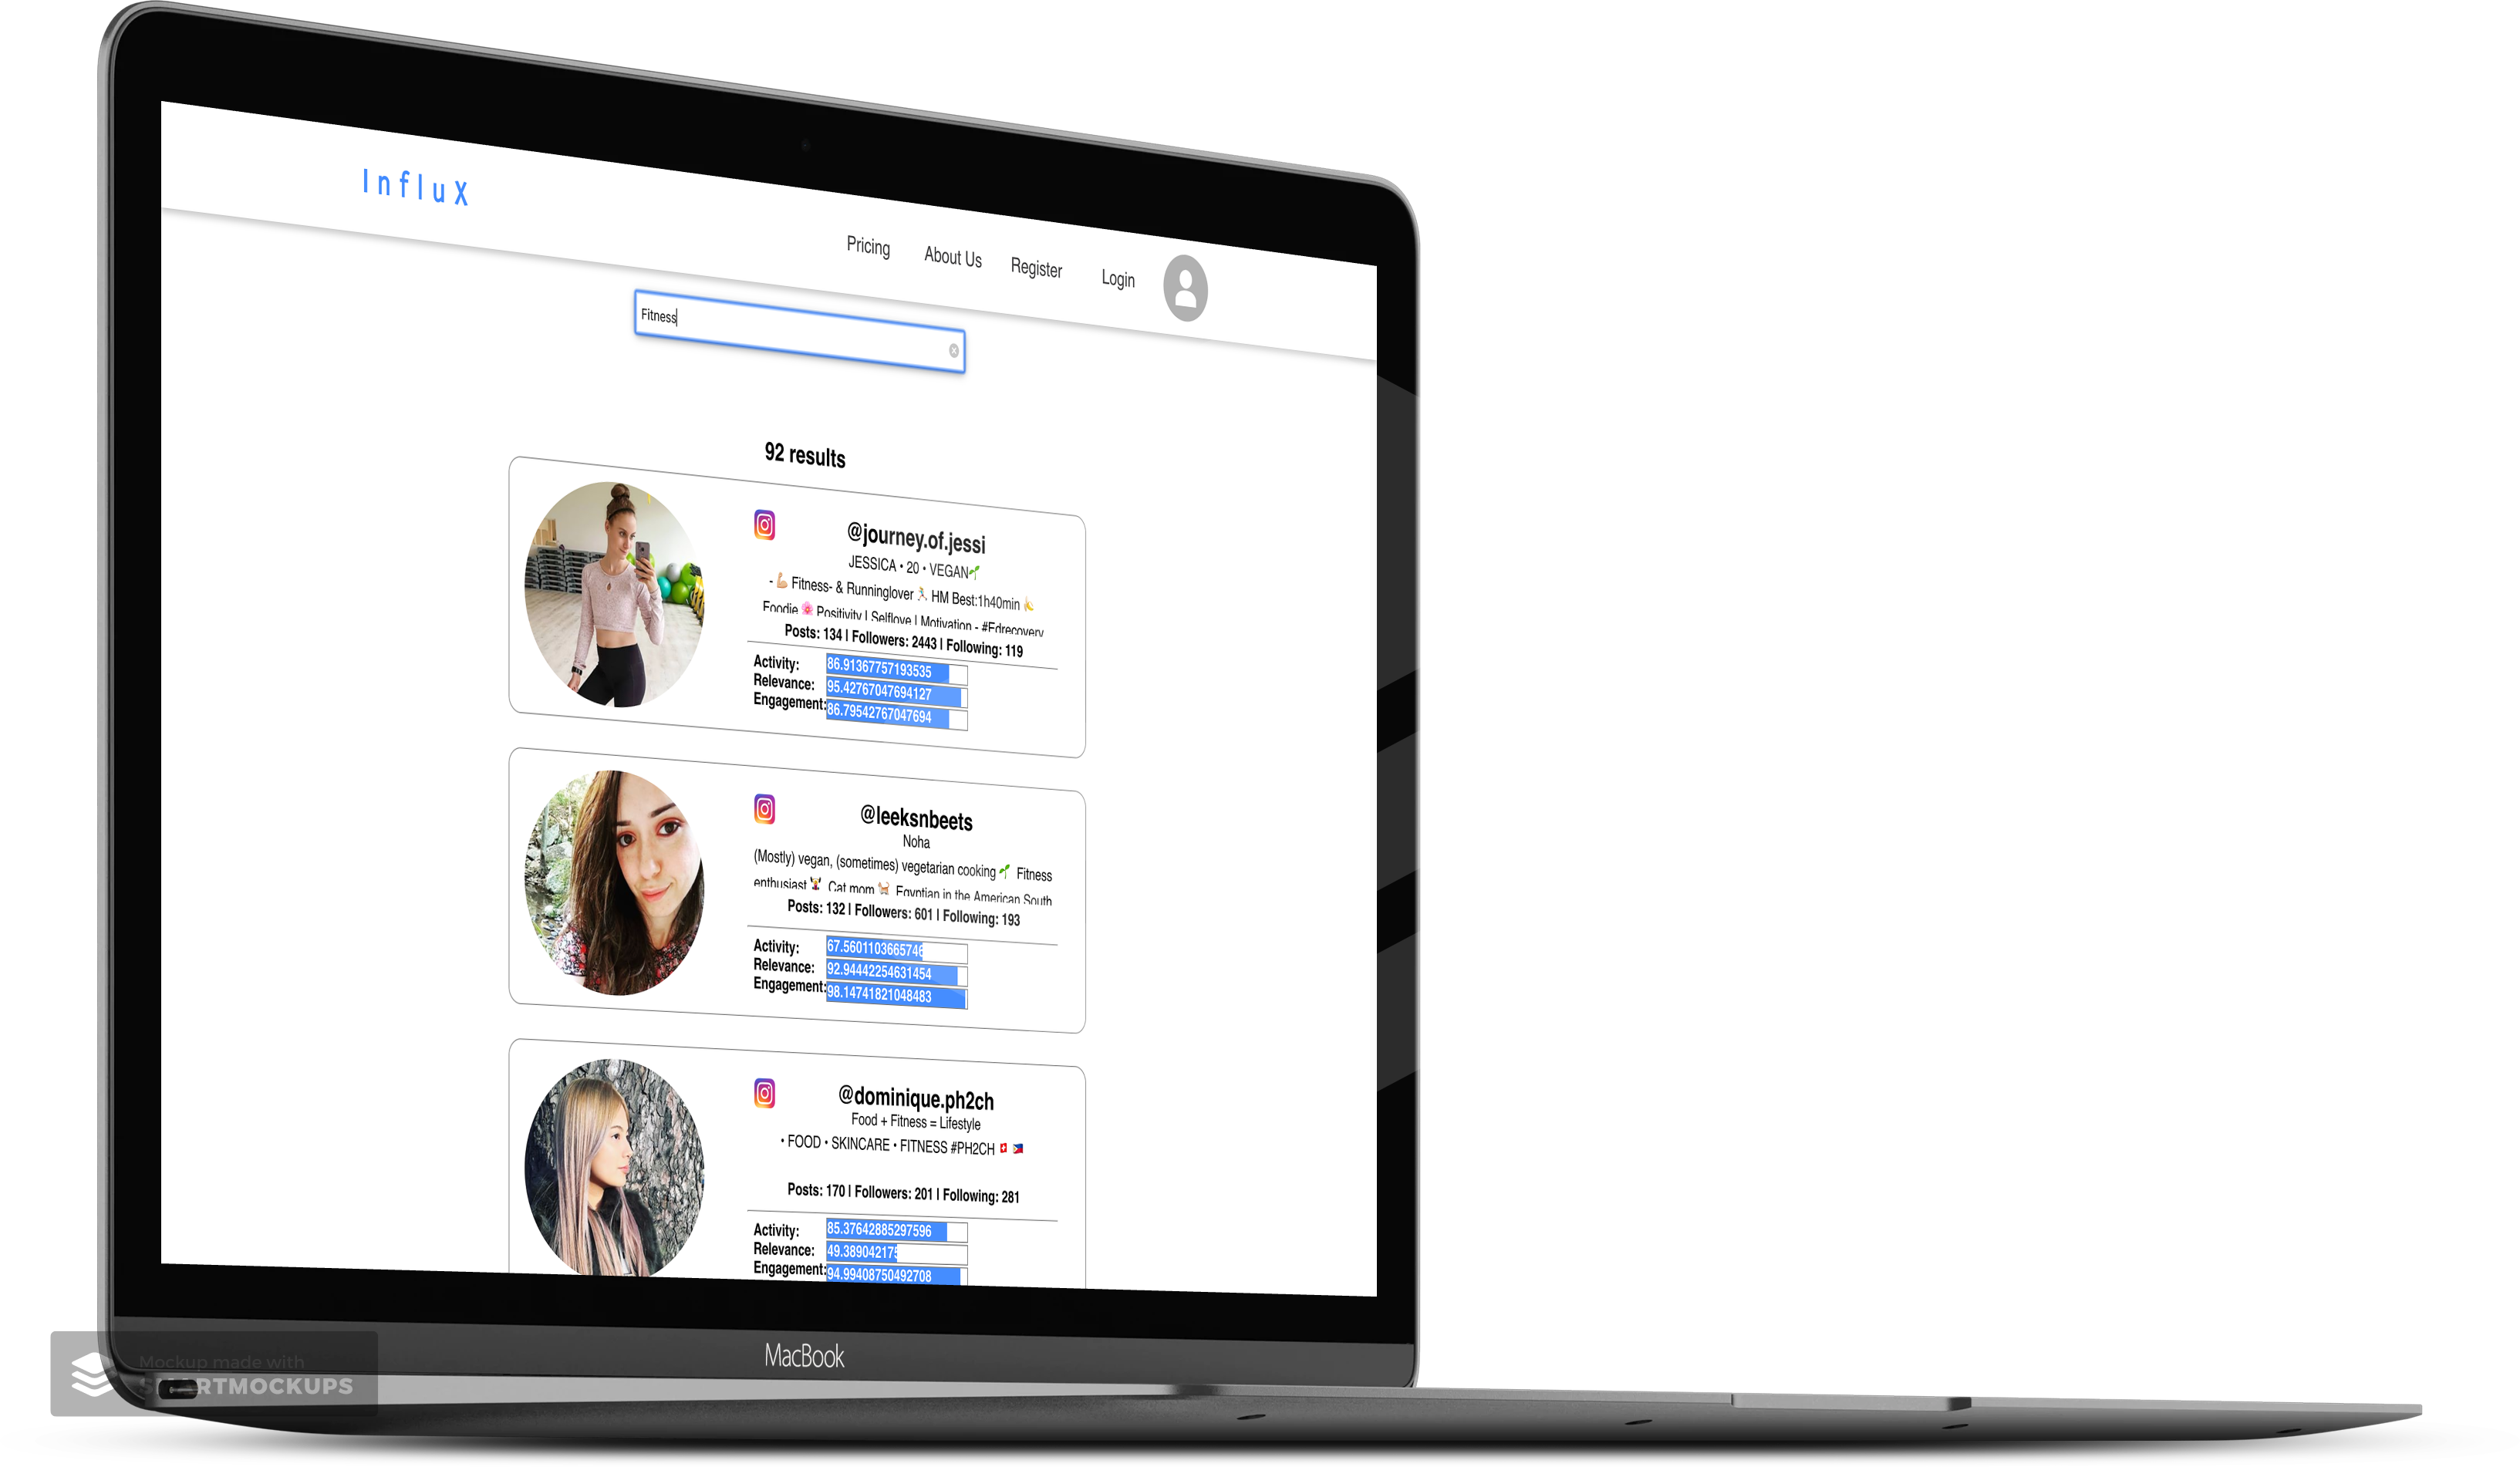 InfluX
Pricing About Us Register Login
Fitness
92 results
@journey.of.jessi
JESSICA • 20 • VEGAN🌱
- 💪🏼 Fitness- & Runninglover 🏃🏻‍♀️ HM Best:1h40min 🍌
Foodie 🌸 Positivity | Selflove | Motivation - #Edrecovery
Posts: 134 | Followers: 2443 | Following: 119
Activity: 86.91367757193535
Relevance: 95.42767047694127
Engagement: 86.79542767047694
@leeksnbeets
Noha
(Mostly) vegan, (sometimes) vegetarian cooking 🌱 Fitness
enthusiast 🏋🏻‍♀️ Cat mom 🐈 Egyptian in the American South
Posts: 132 | Followers: 601 | Following: 193
Activity: 67.5601103665746
Relevance: 92.94442254631454
Engagement: 98.14741821048483
@dominique.ph2ch
Food + Fitness = Lifestyle
• FOOD • SKINCARE • FITNESS #PH2CH 🇨🇭 🇵🇭
Posts: 170 | Followers: 201 | Following: 281
Activity: 85.37642885297596
Relevance: 49.389042175
Engagement: 94.99408750492708
MacBook
Mockup made with
SMARTMOCKUPS